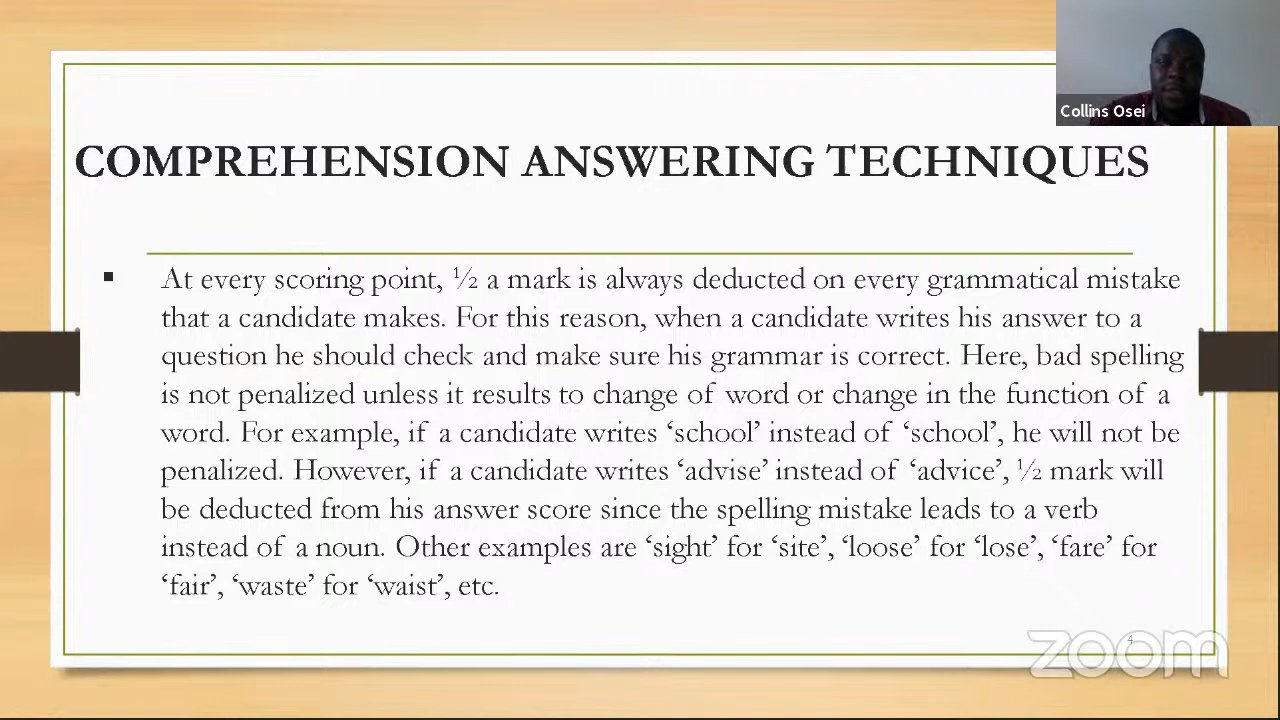 Collins Osei
COMPREHENSION ANSWERING TECHNIQUES
▪ At every scoring point, ½ a mark is always deducted on every grammatical mistake
that a candidate makes. For this reason, when a candidate writes his answer to a
question he should check and make sure his grammar is correct. Here, bad spelling
is not penalized unless it results to change of word or change in the function of a
word. For example, if a candidate writes ‘school’ instead of ‘school’, he will not be
penalized. However, if a candidate writes ‘advise’ instead of ‘advice’, ½ mark will
be deducted from his answer score since the spelling mistake leads to a verb
instead of a noun. Other examples are ‘sight’ for ‘site’, ‘loose’ for ‘lose’, ‘fare’ for
‘fair’, ‘waste’ for ‘waist’, etc.
4
zoom